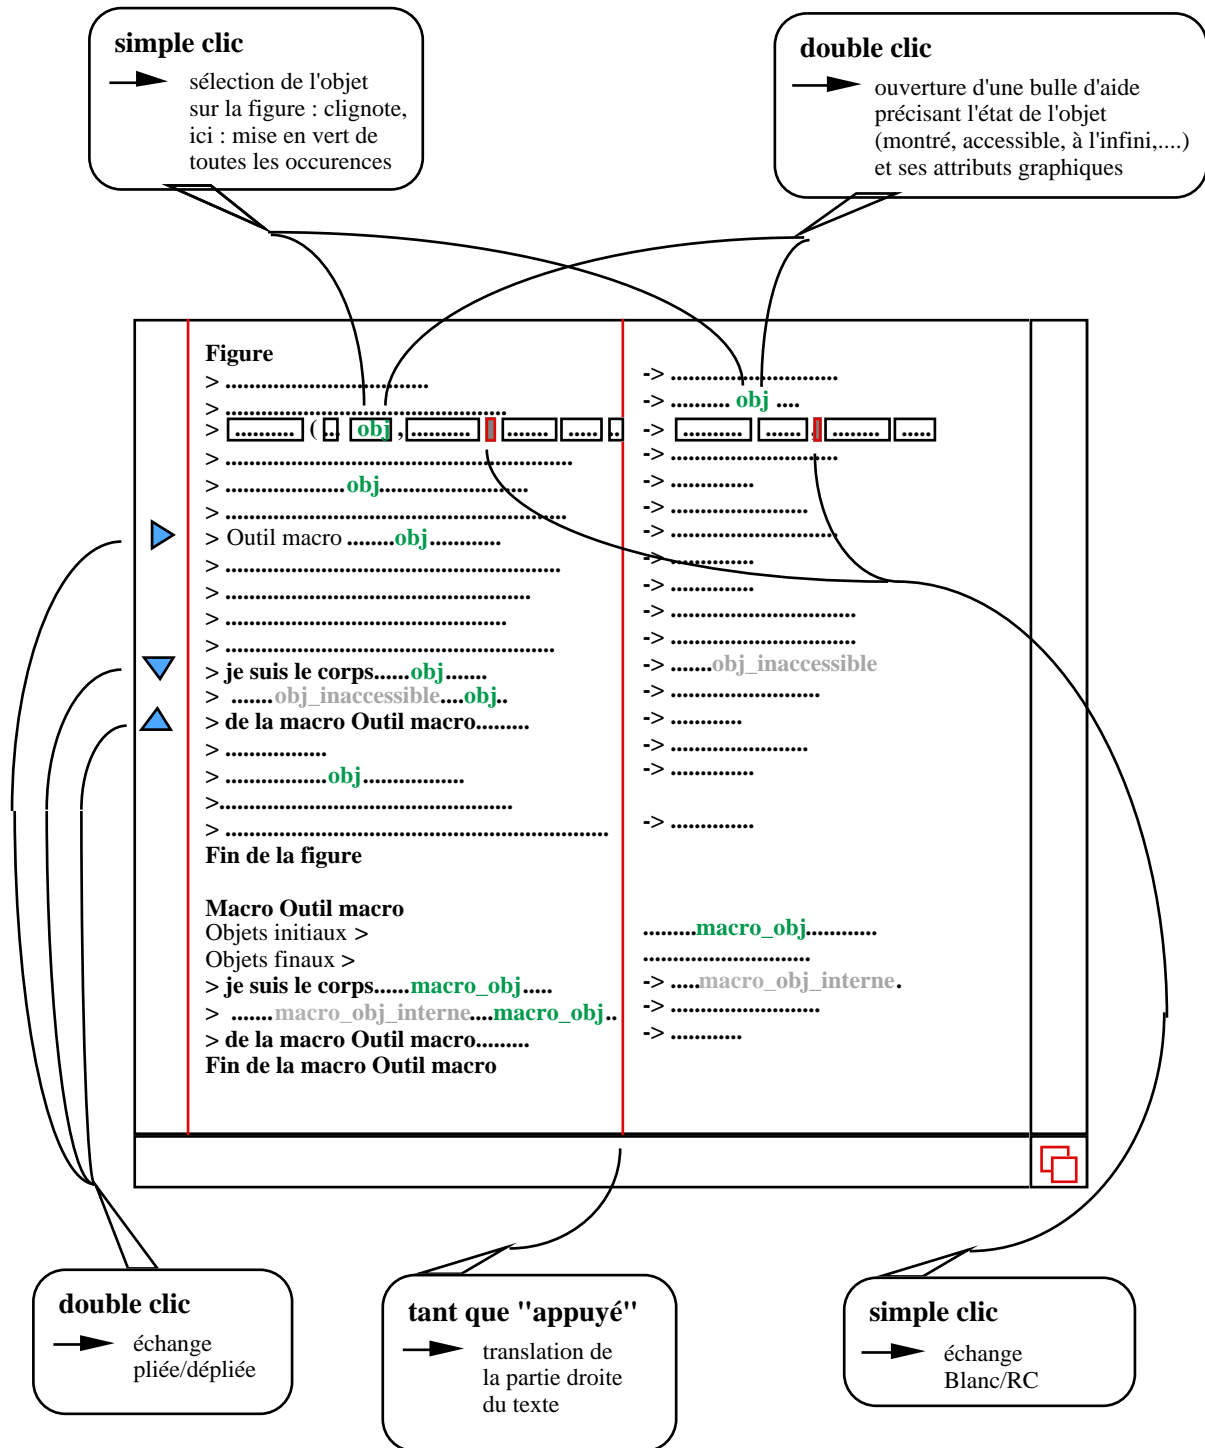 simple clic
sélection de l'objet
sur la figure : clignote,
ici : mise en vert de
toutes les occurences
double clic
ouverture d'une bulle d'aide
précisant l'état de l'objet
(montré, accessible, à l'infini,....)
et ses attributs graphiques
Figure
> ..................................
> ...............................................
> ........... (... obj , ........... ....... ..... ..
> ..........................................................
> ....................obj.........................
> .........................................................
> Outil macro ........obj............
> ........................................................
> ...................................................
> ...............................................
> .......................................................
> je suis le corps......obj.......
> .......obj_inaccessible....obj..
> de la macro Outil macro.........
> .................
> .................obj.................
>.................................................
> ................................................................
Fin de la figure
-> ............................
-> .......... obj ....
-> ........... ...... . ........ .....
-> ............................
-> ..............
-> .......................
-> ............................
-> ..............
-> ..............
-> ...............................
-> ...............................
-> .......obj_inaccessible
-> .........................
-> ............
-> .......................
-> ..............
-> ..............
Macro Outil macro
Objets initiaux >
Objets finaux >
> je suis le corps......macro_obj.....
> .......macro_obj_interne....macro_obj..
> de la macro Outil macro.........
Fin de la macro Outil macro
.........macro_obj............
............................
-> .....macro_obj_interne.
-> .........................
-> ............
double clic
échange
pliée/dépliée
tant que "appuyé"
translation de
la partie droite
du texte
simple clic
échange
Blanc/RC